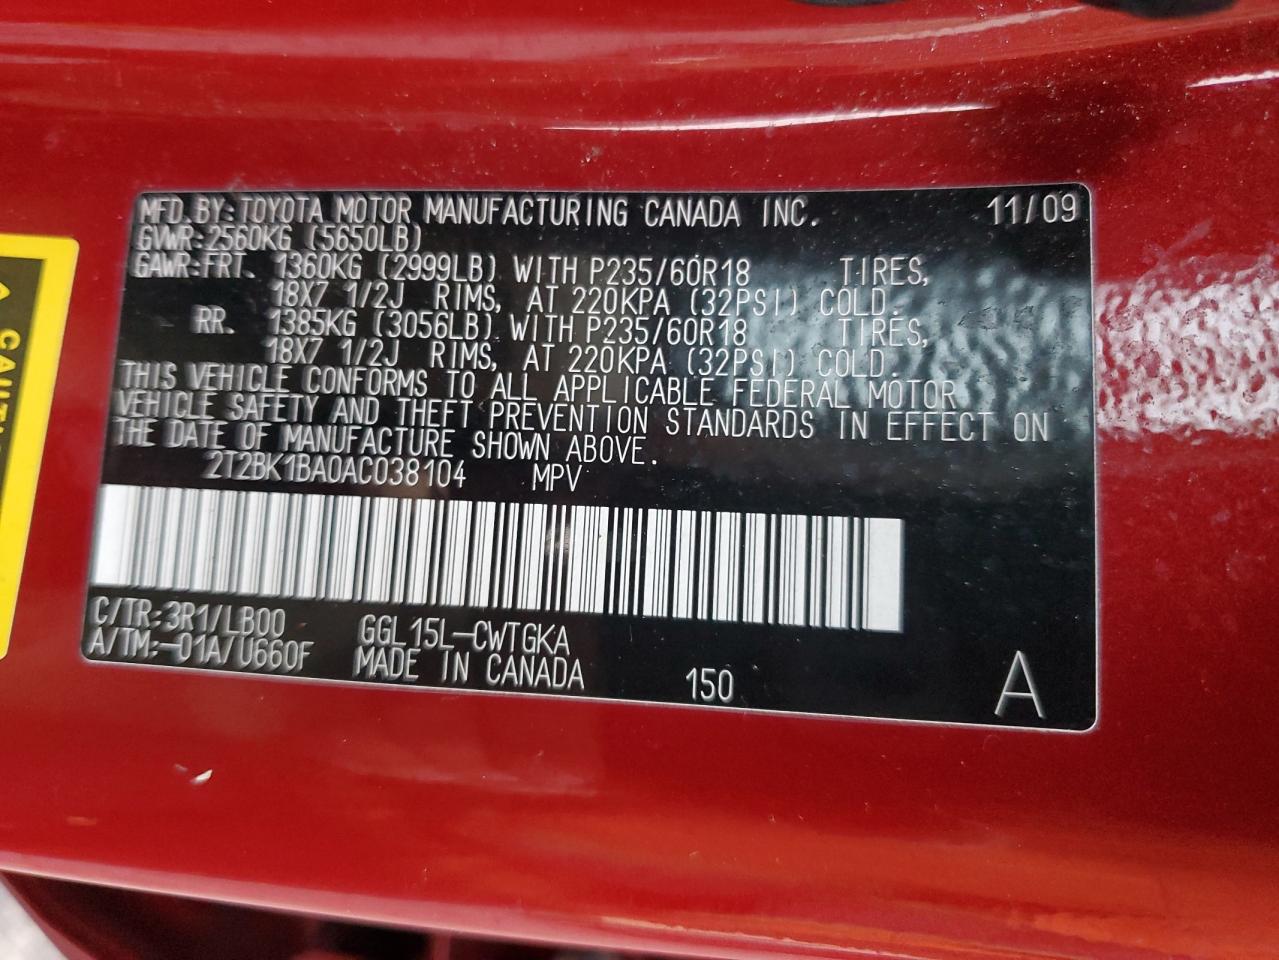 MFD.BY:TOYOTA MOTOR MANUFACTURING CANADA INC. 11/09
GVWR:2560KG (5650LB)
GAWR:FRT. 1360KG (2999LB) WITH P235/60R18 TIRES,
18X7 1/2J RIMS, AT 220KPA (32PSI) COLD.
RR. 1385KG (3056LB) WITH P235/60R18 TIRES,
18X7 1/2J RIMS, AT 220KPA (32PSI) COLD.
THIS VEHICLE CONFORMS TO ALL APPLICABLE FEDERAL MOTOR
VEHICLE SAFETY AND THEFT PREVENTION STANDARDS IN EFFECT ON
THE DATE OF MANUFACTURE SHOWN ABOVE.
2T2BK1BA0AC038104 MPV
C/TR:3R1/LB00 GGL15L-CWTGKA
A/TM:-01A/U660F MADE IN CANADA 150 A